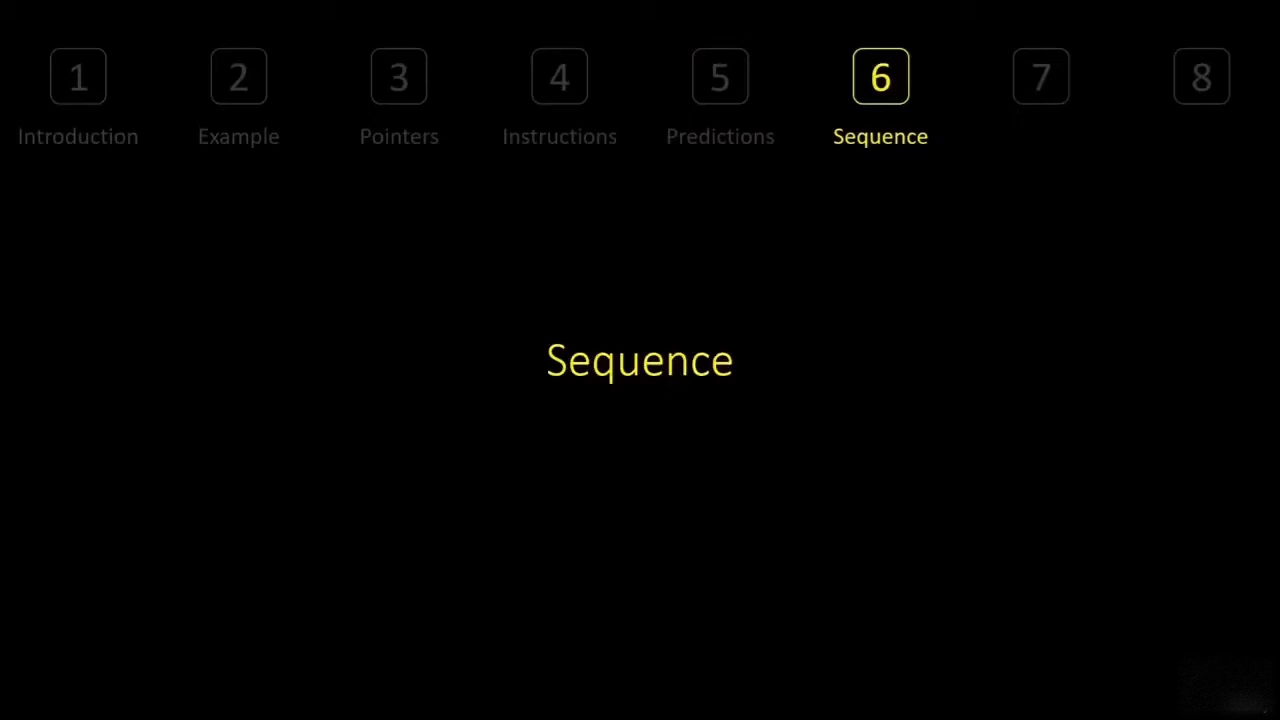 1 2 3 4 5 6 7 8
Introduction Example Pointers Instructions Predictions Sequence
Sequence